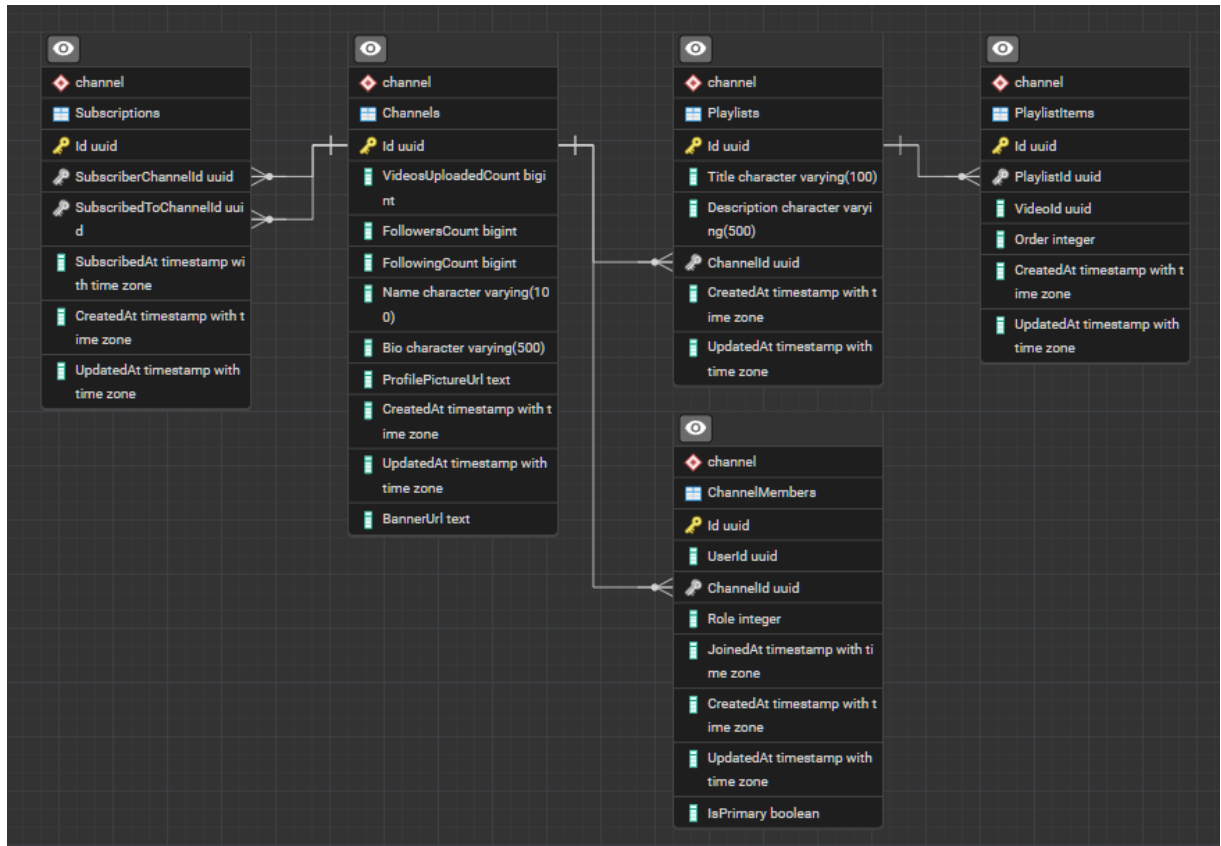 channel
Subscriptions
Id uuid
SubscriberChannelId uuid
SubscribedToChannelId uui
d
SubscribedAt timestamp wi
th time zone
CreatedAt timestamp with t
ime zone
UpdatedAt timestamp with
time zone
channel
Channels
Id uuid
VideosUploadedCount bigi
nt
FollowersCount bigint
FollowingCount bigint
Name character varying(10
0)
Bio character varying(500)
ProfilePictureUrl text
CreatedAt timestamp with t
ime zone
UpdatedAt timestamp with
time zone
BannerUrl text
channel
Playlists
Id uuid
Title character varying(100)
Description character varyi
ng(500)
ChannelId uuid
CreatedAt timestamp with t
ime zone
UpdatedAt timestamp with
time zone
channel
PlaylistItems
Id uuid
PlaylistId uuid
VideoId uuid
Order integer
CreatedAt timestamp with t
ime zone
UpdatedAt timestamp with
time zone
channel
ChannelMembers
Id uuid
UserId uuid
ChannelId uuid
Role integer
JoinedAt timestamp with ti
me zone
CreatedAt timestamp with t
ime zone
UpdatedAt timestamp with
time zone
IsPrimary boolean